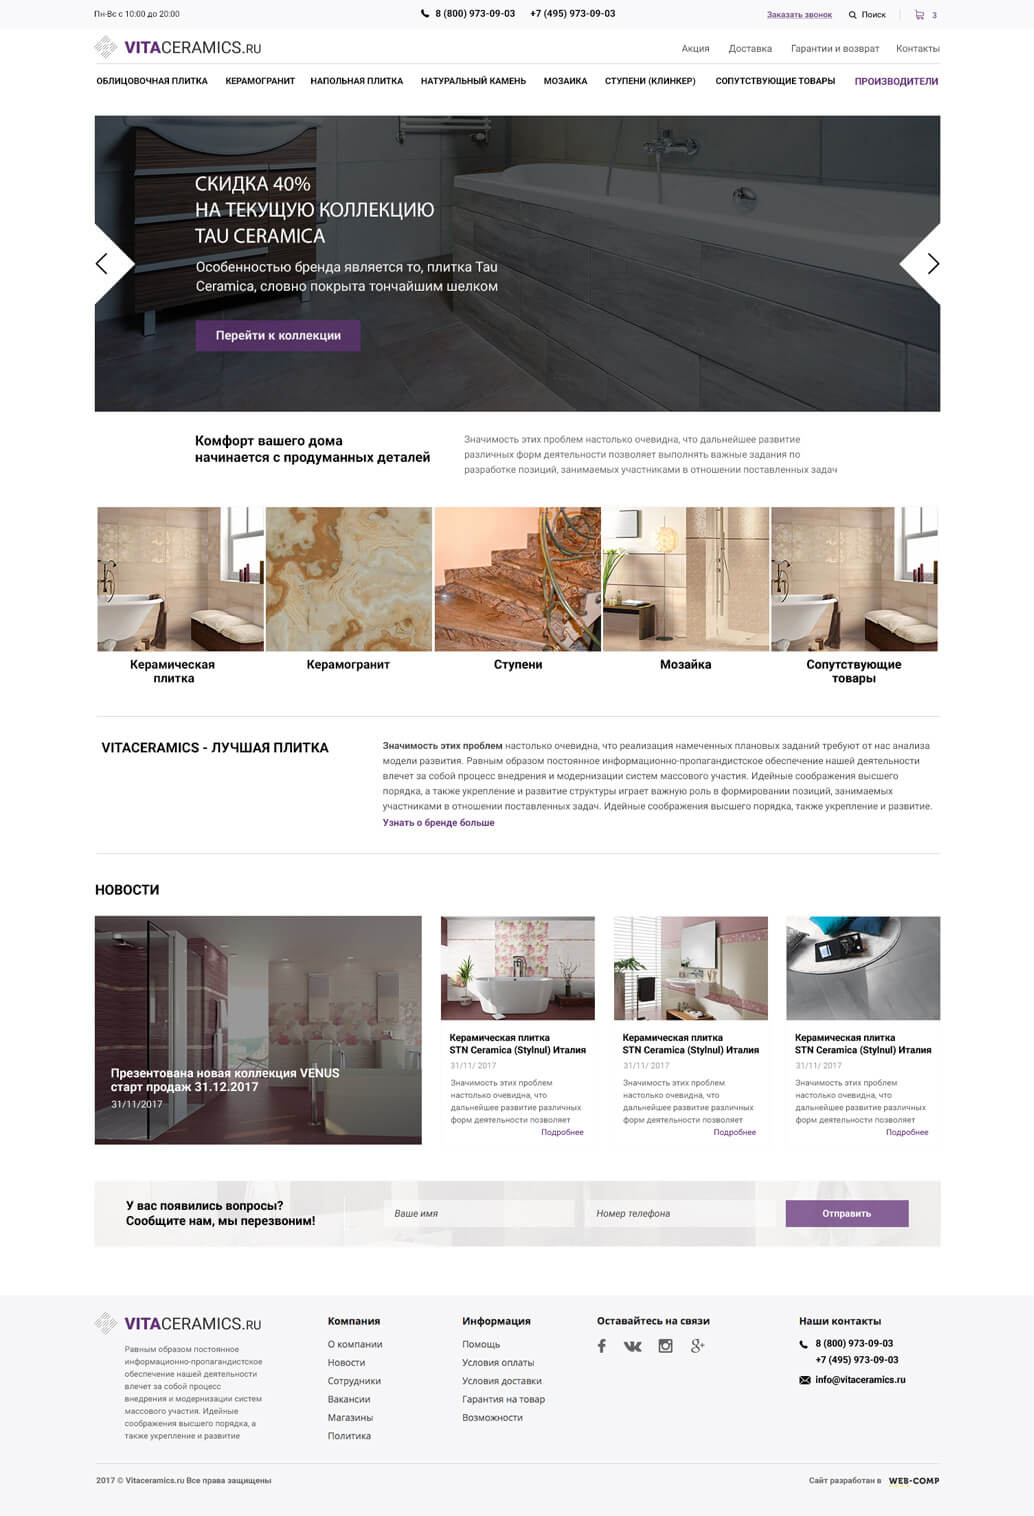 Пн-Вс с 10:00 до 20:00
8 (800) 973-09-03 +7 (495) 973-09-03
Заказать звонок Поиск 3
VITACERAMICS.RU
Акция Доставка Гарантии и возврат Контакты
ОБЛИЦОВОЧНАЯ ПЛИТКА КЕРАМОГРАНИТ НАПОЛЬНАЯ ПЛИТКА НАТУРАЛЬНЫЙ КАМЕНЬ МОЗАИКА СТУПЕНИ (КЛИНКЕР) СОПУТСТВУЮЩИЕ ТОВАРЫ ПРОИЗВОДИТЕЛИ
СКИДКА 40%
НА ТЕКУЩУЮ КОЛЛЕКЦИЮ
TAU CERAMICA
Особенностью бренда является то, плитка Tau
Ceramica, словно покрыта тончайшим шелком
Перейти к коллекции
Комфорт вашего дома
начинается с продуманных деталей
Значимость этих проблем настолько очевидна, что дальнейшее развитие
различных форм деятельности позволяет выполнять важные задания по
разработке позиций, занимаемых участниками в отношении поставленных задач
Керамическая
плитка
Керамогранит
Ступени
Мозайка
Сопутствующие
товары
VITACERAMICS - ЛУЧШАЯ ПЛИТКА
Значимость этих проблем настолько очевидна, что реализация намеченных плановых заданий требуют от нас анализа
модели развития. Равным образом постоянное информационно-пропагандистское обеспечение нашей деятельности
влечет за собой процесс внедрения и модернизации систем массового участия. Идейные соображения высшего
порядка, а также укрепление и развитие структуры играет важную роль в формировании позиций, занимаемых
участниками в отношении поставленных задач. Идейные соображения высшего порядка, также укрепление и развитие.
Узнать о бренде больше
НОВОСТИ
Презентована новая коллекция VENUS
старт продаж 31.12.2017
31/11/2017
Керамическая плитка
STN Ceramica (Stylnul) Италия
31/11/ 2017
Значимость этих проблем
настолько очевидна, что
дальнейшее развитие различных
форм деятельности позволяет
Подробнее
Керамическая плитка
STN Ceramica (Stylnul) Италия
31/11/ 2017
Значимость этих проблем
настолько очевидна, что
дальнейшее развитие различных
форм деятельности позволяет
Подробнее
Керамическая плитка
STN Ceramica (Stylnul) Италия
31/11/ 2017
Значимость этих проблем
настолько очевидна, что
дальнейшее развитие различных
форм деятельности позволяет
Подробнее
У вас появились вопросы?
Сообщите нам, мы перезвоним!
Ваше имя
Номер телефона
Отправить
VITACERAMICS.RU
Равным образом постоянное
информационно-пропагандистское
обеспечение нашей деятельности
влечет за собой процесс
внедрения и модернизации систем
массового участия. Идейные
соображения высшего порядка, а
также укрепление и развитие
Компания
О компании
Новости
Сотрудники
Вакансии
Магазины
Политика
Информация
Помощь
Условия оплаты
Условия доставки
Гарантия на товар
Возможности
Оставайтесь на связи
Наши контакты
8 (800) 973-09-03
+7 (495) 973-09-03
info@vitaceramics.ru
2017 © Vitaceramics.ru Все права защищены
Сайт разработан в WEB-COMP